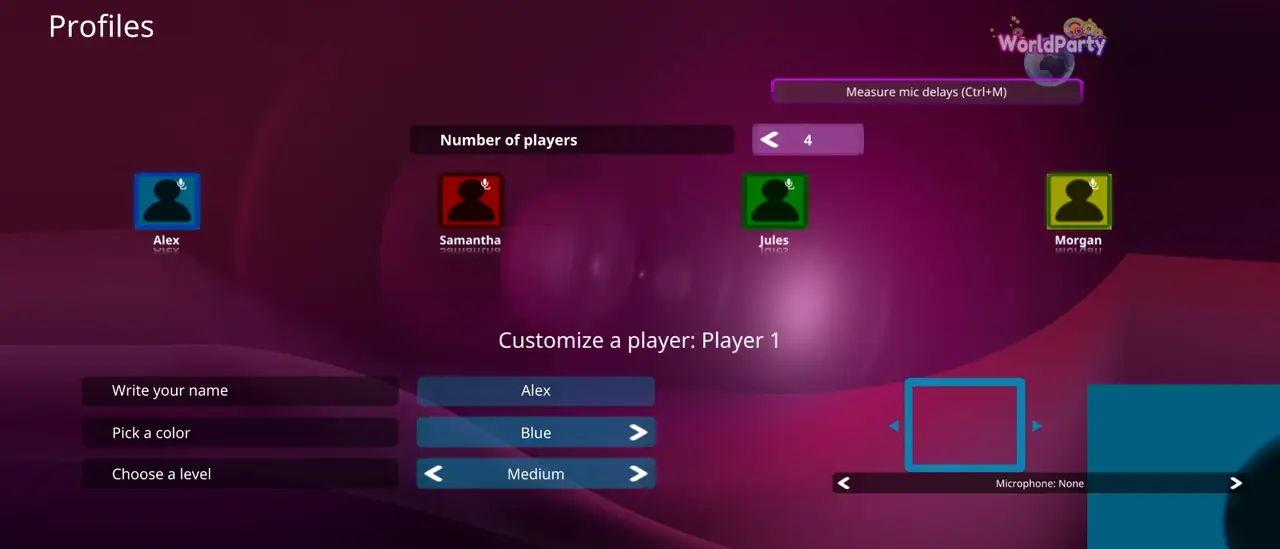 Profiles
WorldParty
Measure mic delays (Ctrl+M)
Number of players
4
Alex
Samantha
Jules
Morgan
Customize a player: Player 1
Write your name
Alex
Pick a color
Blue
Choose a level
Medium
Microphone: None